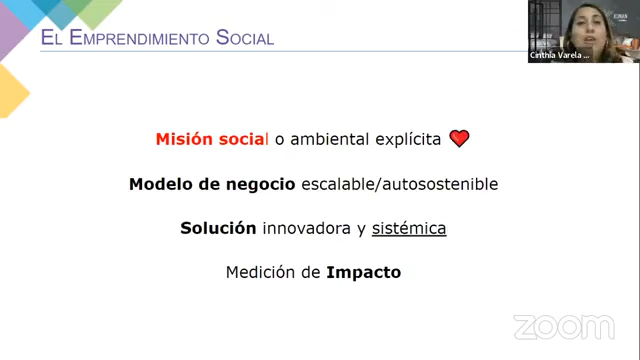 EL EMPRENDIMIENTO SOCIAL
Cinthia Varela ...
Misión social o ambiental explícita
Modelo de negocio escalable/autosostenible
Solución innovadora y sistémica
Medición de Impacto
zoom